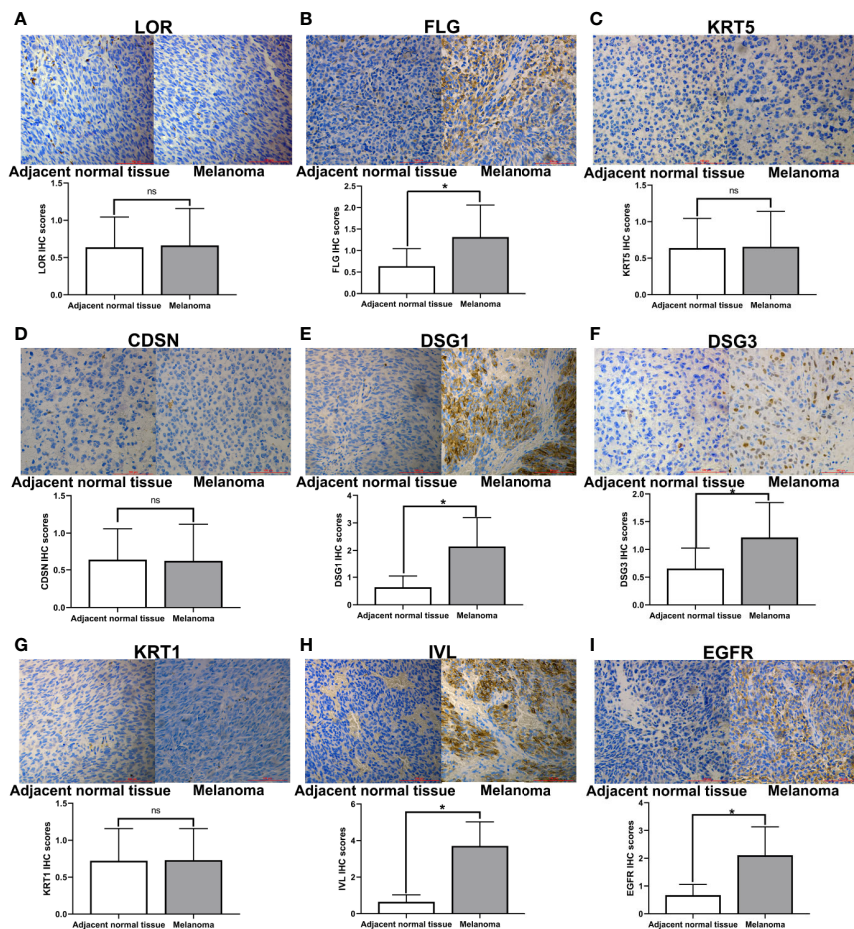 A
LOR
Adjacent normal tissue Melanoma
LOR IHC scores
1.5
1.0
0.5
0.0
ns
Adjacent normal tissue Melanoma
B
FLG
Adjacent normal tissue Melanoma
FLG IHC scores
2.5
2.0
1.5
1.0
0.5
0.0
*
Adjacent normal tissue Melanoma
C
KRT5
Adjacent normal tissue Melanoma
KRT5 IHC scores
1.5
1.0
0.5
0.0
ns
Adjacent normal tissue Melanoma
D
CDSN
Adjacent normal tissue Melanoma
CDSN IHC scores
1.5
1.0
0.5
0.0
ns
Adjacent normal tissue Melanoma
E
DSG1
Adjacent normal tissue Melanoma
DSG1 IHC scores
4
3
2
1
0
*
Adjacent normal tissue Melanoma
F
DSG3
Adjacent normal tissue Melanoma
DSG3 IHC scores
2.0
1.5
1.0
0.5
0.0
*
Adjacent normal tissue Melanoma
G
KRT1
Adjacent normal tissue Melanoma
KRT1 IHC scores
1.5
1.0
0.5
0.0
ns
Adjacent normal tissue Melanoma
H
IVL
Adjacent normal tissue Melanoma
IVL IHC scores
6
4
2
0
*
Adjacent normal tissue Melanoma
I
EGFR
Adjacent normal tissue Melanoma
EGFR IHC scores
4
3
2
1
0
*
Adjacent normal tissue Melanoma